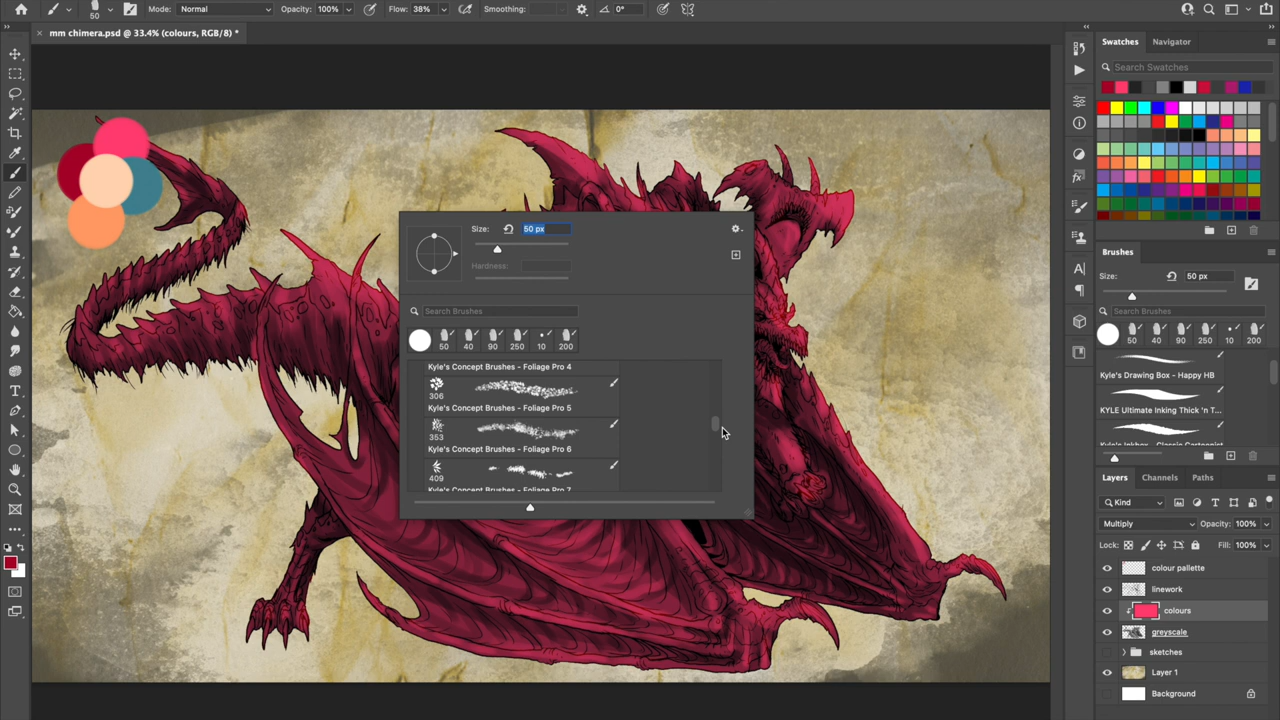 50
Mode: Normal
Opacity: 100%
Flow: 38%
Smoothing:
0°
× mm chimera.psd @ 33.4% (colours, RGB/8) *
Size:
50 px
Hardness:
Search Brushes
50
40
90
250
10
200
Kyle's Concept Brushes - Foliage Pro 4
306
Kyle's Concept Brushes - Foliage Pro 5
353
Kyle's Concept Brushes - Foliage Pro 6
409
Kyle's Concept Brushes - Foliage Pro 7
Swatches
Navigator
Search Swatches
Brushes
Size:
50 px
Search Brushes
50
40
90
250
10
200
Kyle's Drawing Box - Happy HB
KYLE Ultimate Inking Thick 'n T...
Kyle's Inkbox - Classic Cartoonist
Layers
Channels
Paths
Kind
Multiply
Opacity: 100%
Lock:
Fill: 100%
colour pallette
linework
colours
greyscale
sketches
Layer 1
Background